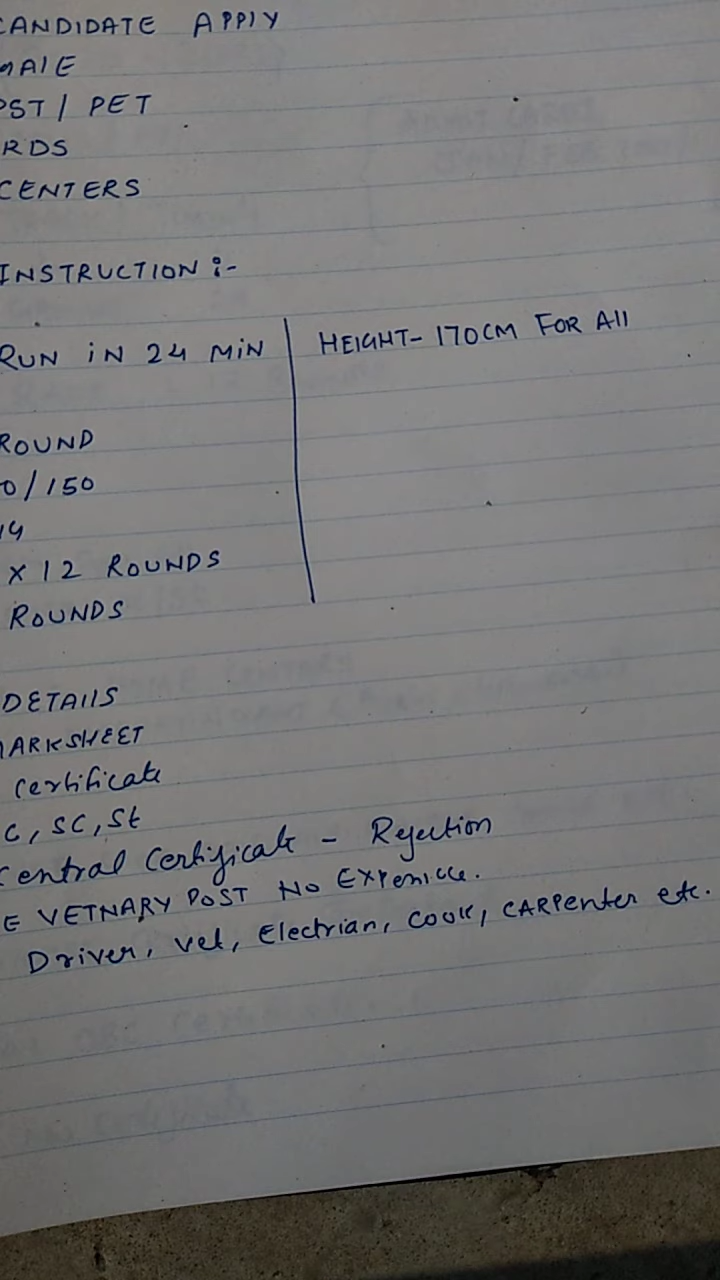 CANDIDATE APPLY
MALE
PST / PET
RDS
CENTERS
INSTRUCTION :-
RUN IN 24 MIN
HEIGHT- 170CM FOR All
ROUND
0/150
14
X 12 ROUNDS
ROUNDS
DETAILS
MARKSHEET
Certificate
C, SC, St
Central Certificate - Rejection
E VETNARY POST NO EXPenicce.
Driver, vet, Electrian, Cook, CARPenter etc.